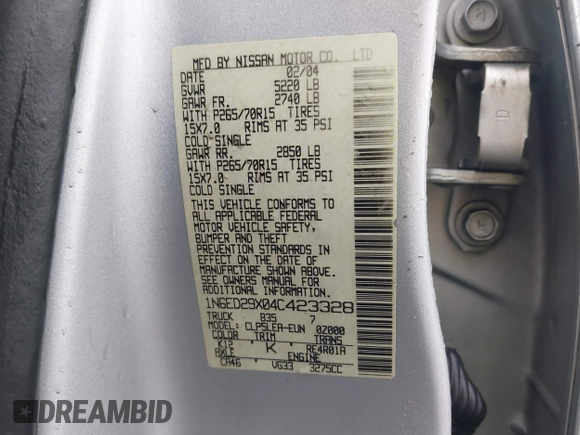 MFD BY NISSAN MOTOR CO. LTD
DATE 02/04
GVWR 5220 LB
GAWR FR. 2740 LB
WITH P265/70R15 TIRES
15X7.0 RIMS AT 35 PSI
COLD SINGLE
GAWR RR. 2850 LB
WITH P265/70R15 TIRES
15X7.0 RIMS AT 35 PSI
COLD SINGLE
THIS VEHICLE CONFORMS TO
ALL APPLICABLE FEDERAL
MOTOR VEHICLE SAFETY,
BUMPER AND THEFT
PREVENTION STANDARDS IN
EFFECT ON THE DATE OF
MANUFACTURE SHOWN ABOVE.
SEE OWNERS MANUAL FOR
ADDITIONAL INFORMATION.
1N6ED29X04C423328
TRUCK 835 7
MODEL: CLPSLEA-EUN 0Z000
COLOR TRIM TRANS
K12 K RE4R01A
AXLE ENGINE
CA46 VG33 3275CC
DREAMBID